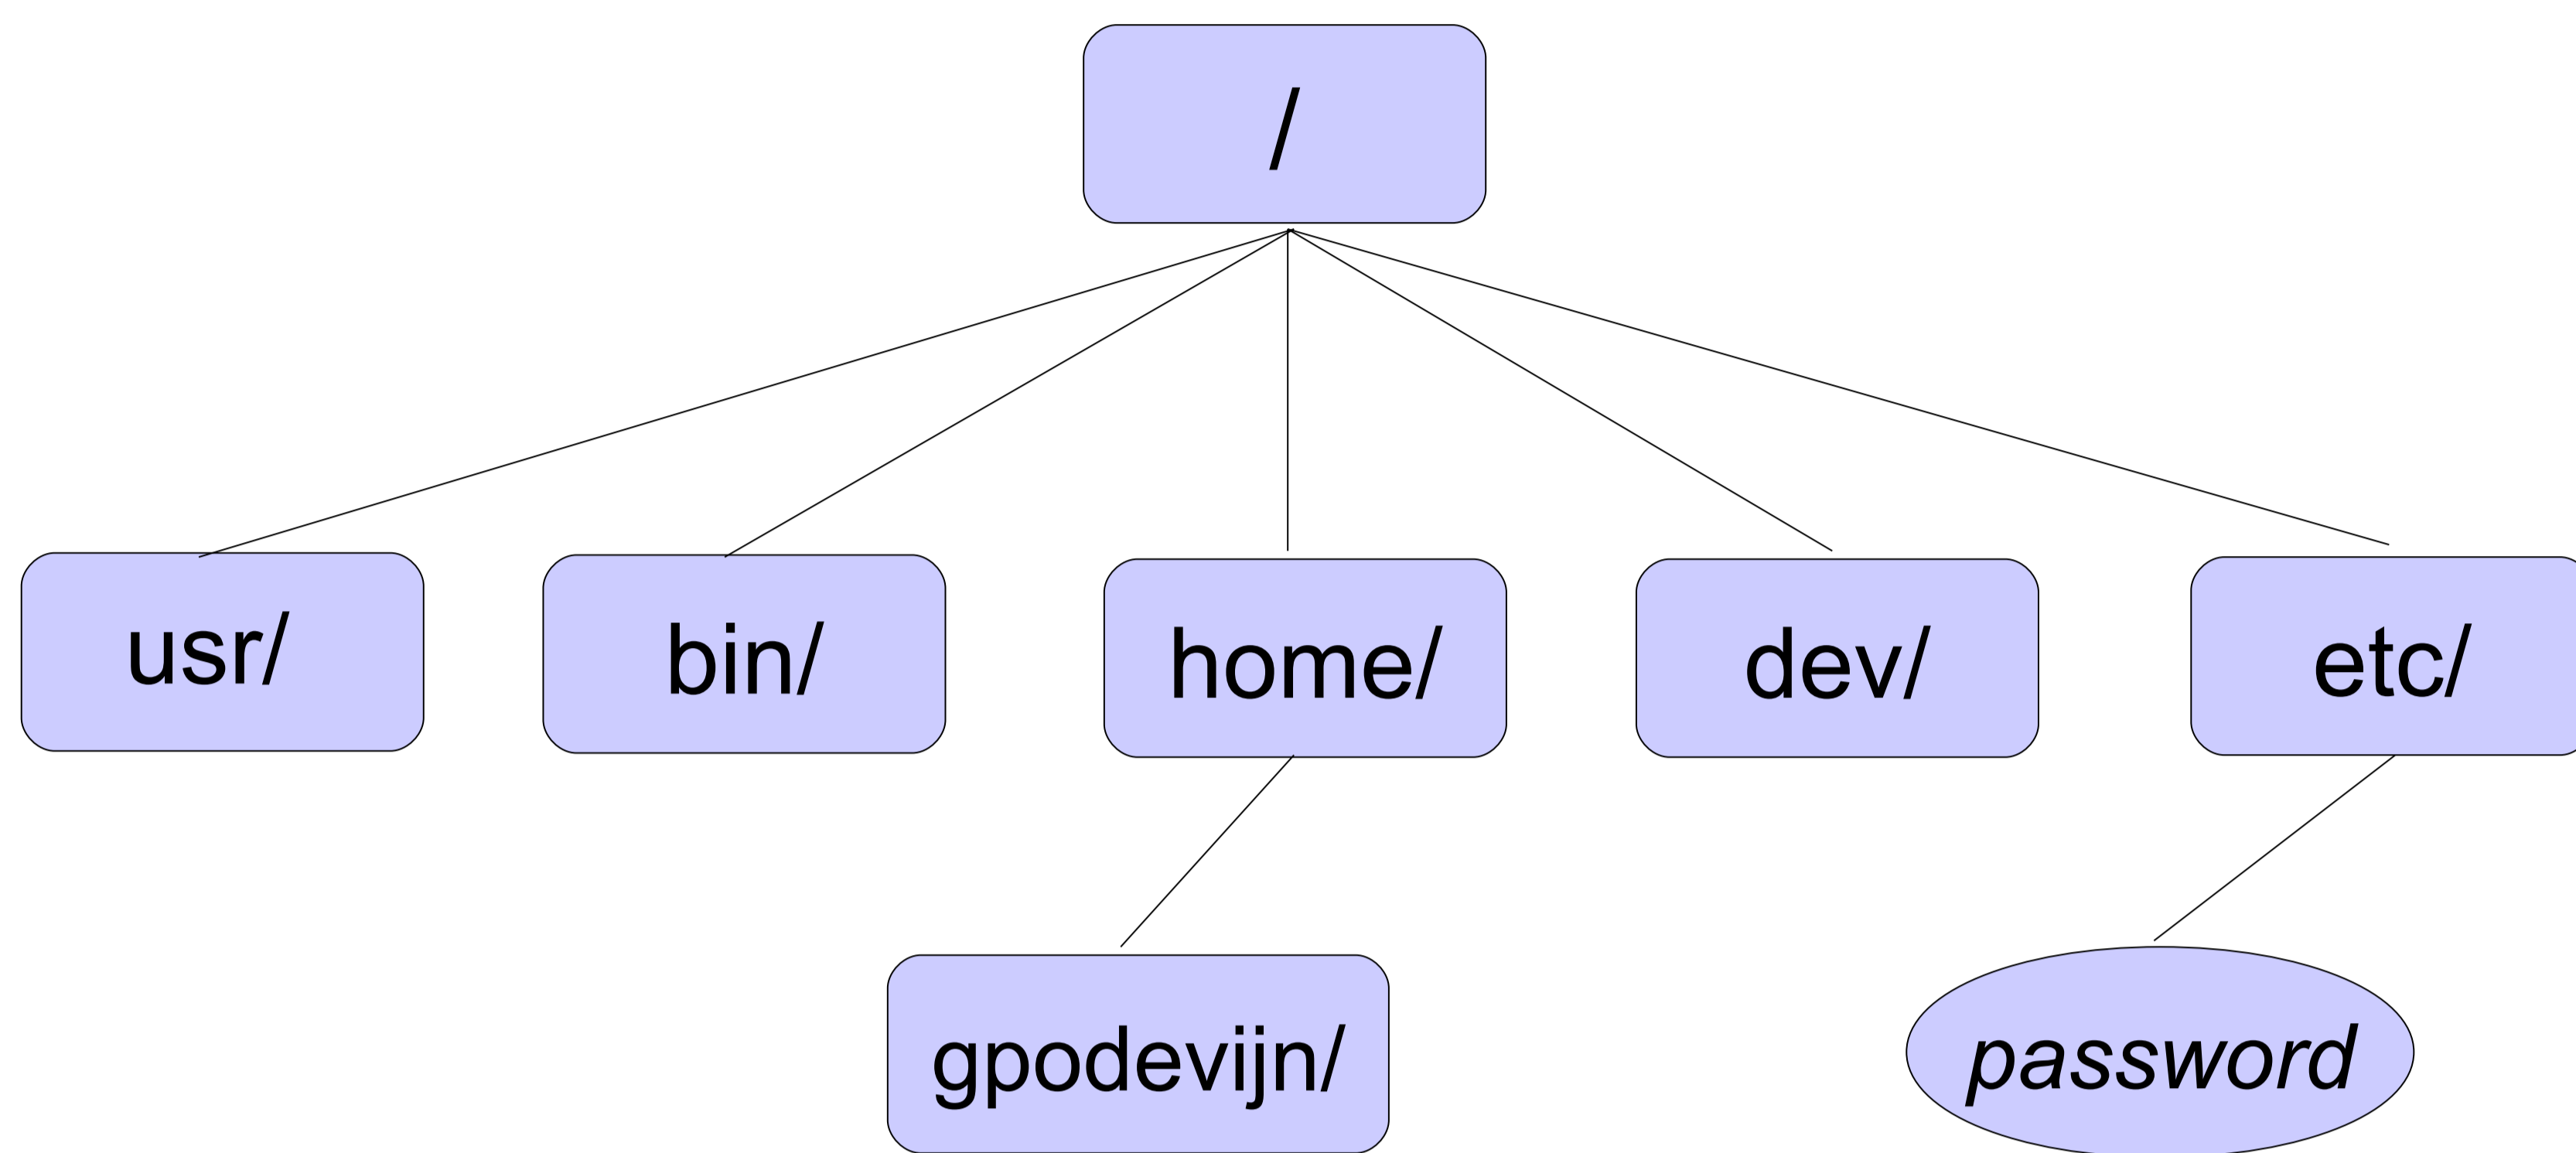 /
usr/
bin/
home/
dev/
etc/
gpodevijn/
password